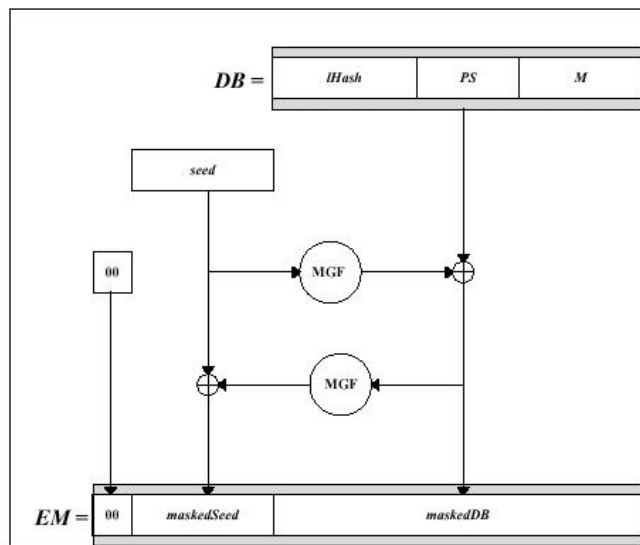 DB = lHash PS M
seed
00 MGF
MGF
EM = 00 maskedSeed maskedDB